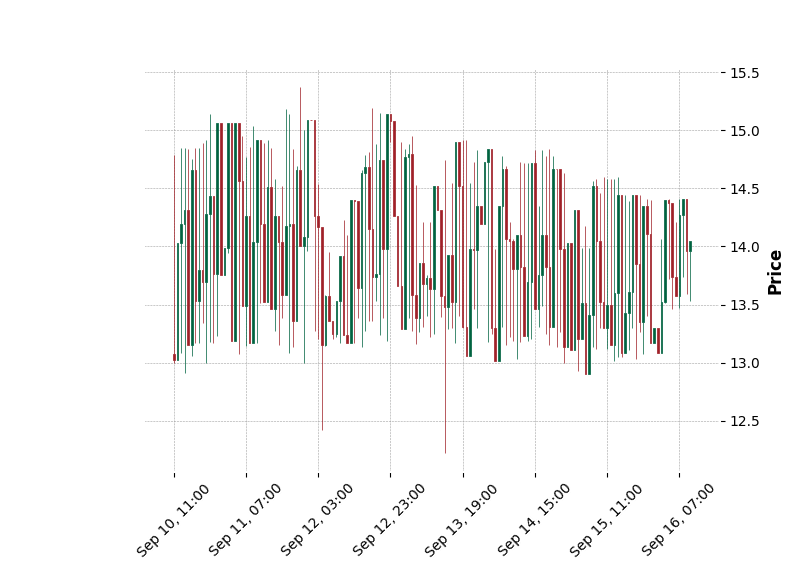 15.5
15.0
14.5
14.0
13.5
13.0
12.5
Price
Sep 10, 11:00
Sep 11, 07:00
Sep 12, 03:00
Sep 12, 23:00
Sep 13, 19:00
Sep 14, 15:00
Sep 15, 11:00
Sep 16, 07:00